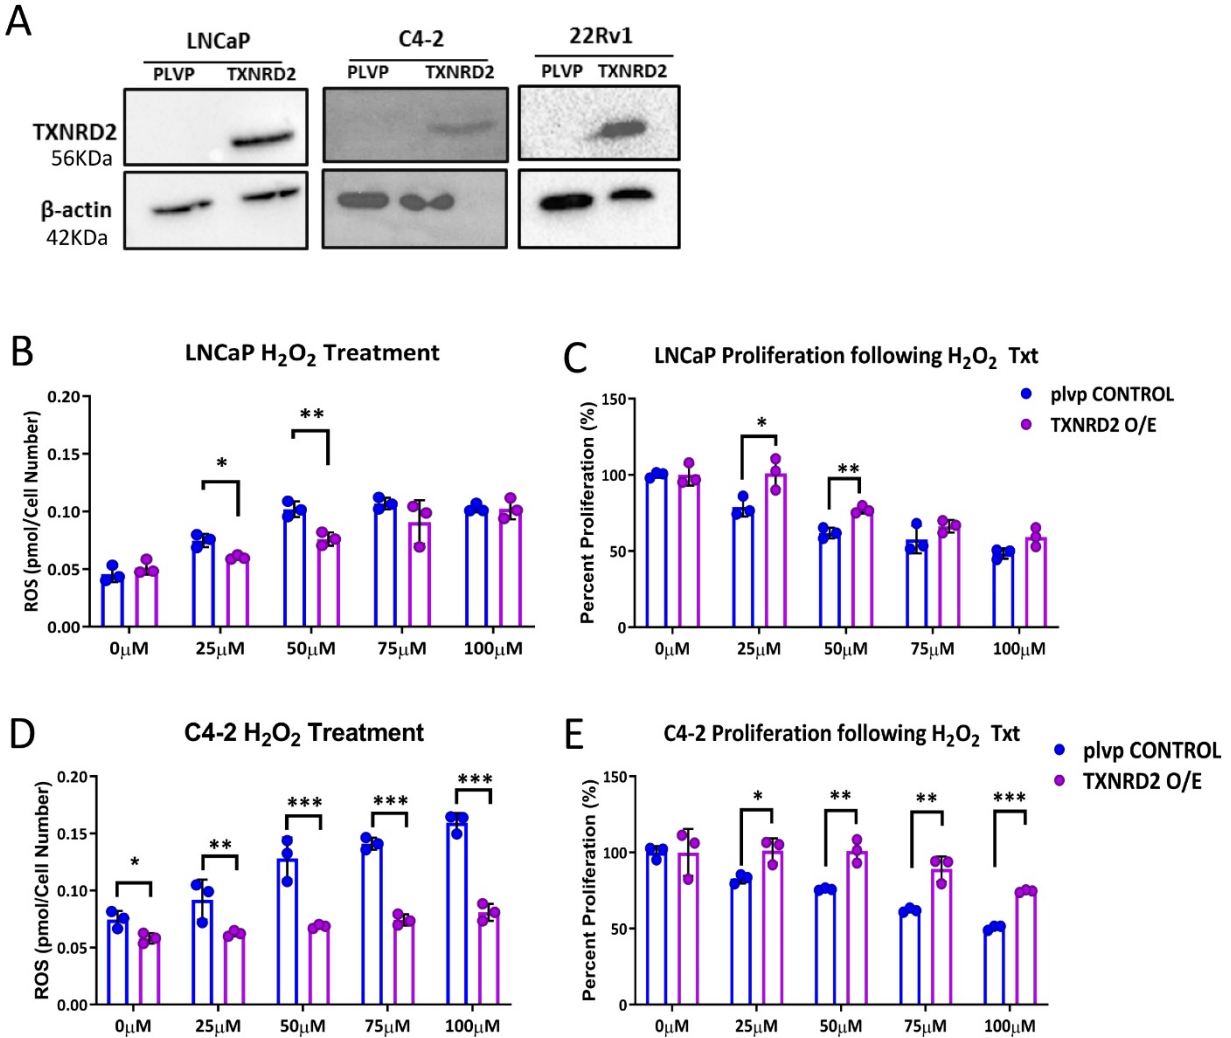 A
LNCaP
C4-2
22Rv1
PLVP TXNRD2
PLVP TXNRD2
PLVP TXNRD2
TXNRD2
56KDa
β-actin
42KDa
B
LNCaP H₂O₂ Treatment
ROS (pmol/Cell Number)
0.20
0.15
0.10
0.05
0.00
*
**
0μM 25μM 50μM 75μM 100μM
C
LNCaP Proliferation following H₂O₂ Txt
plvp CONTROL
TXNRD2 O/E
Percent Proliferation (%)
150
100
50
0
*
**
0μM 25μM 50μM 75μM 100μM
D
C4-2 H₂O₂ Treatment
ROS (pmol/Cell Number)
0.20
0.15
0.10
0.05
0.00
*
**
***
***
***
0μM 25μM 50μM 75μM 100μM
E
C4-2 Proliferation following H₂O₂ Txt
plvp CONTROL
TXNRD2 O/E
Percent Proliferation (%)
150
100
50
0
*
**
**
***
0μM 25μM 50μM 75μM 100μM